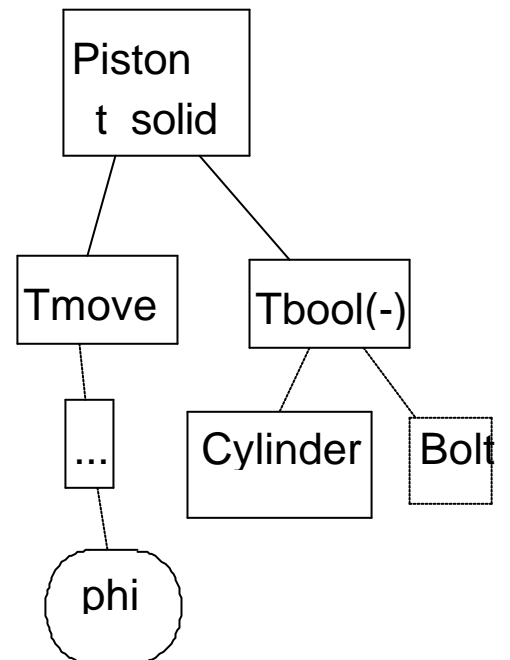 Piston
t solid
Tmove
Tbool(-)
...
Cylinder
Bolt
phi